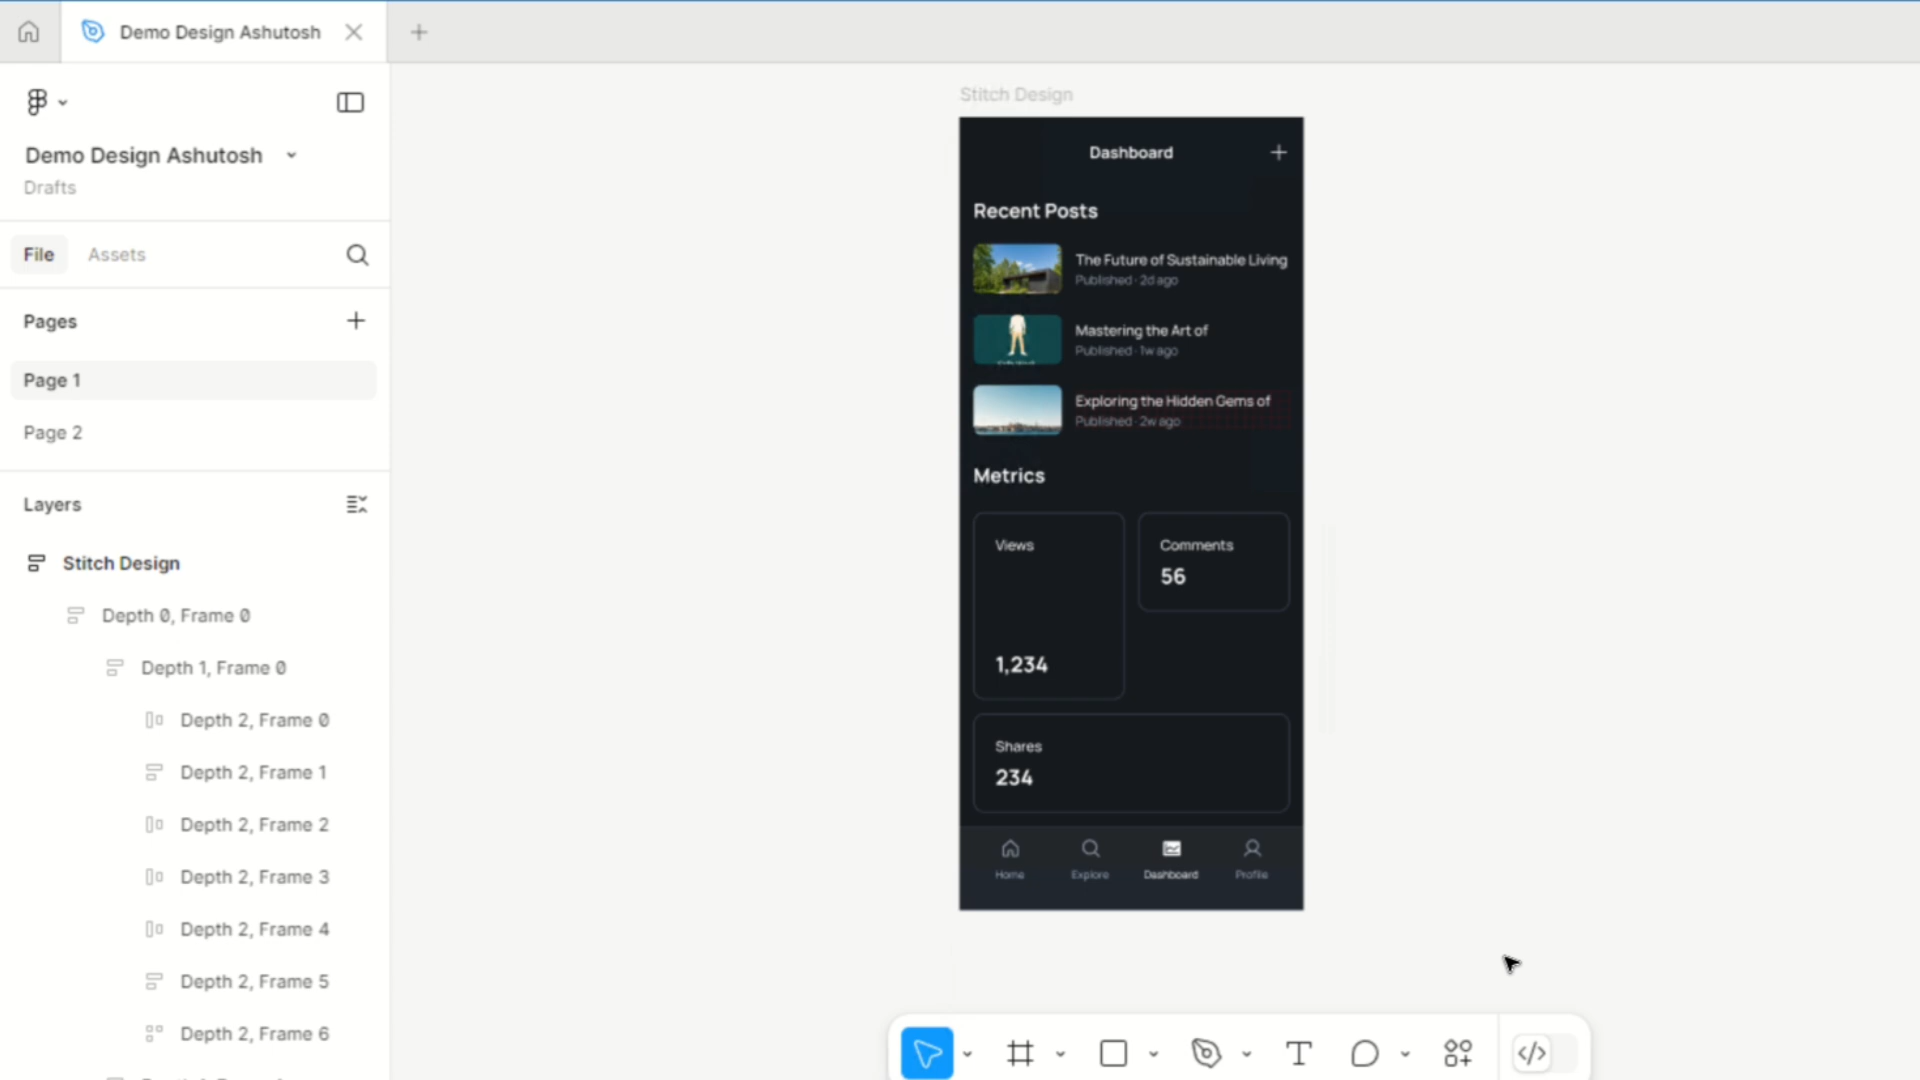 Demo Design Ashutosh
Demo Design Ashutosh
Drafts
File
Assets
Pages
Page 1
Page 2
Layers
Stitch Design
Depth 0, Frame 0
Depth 1, Frame 0
Depth 2, Frame 0
Depth 2, Frame 1
Depth 2, Frame 2
Depth 2, Frame 3
Depth 2, Frame 4
Depth 2, Frame 5
Depth 2, Frame 6
Stitch Design
Dashboard
Recent Posts
The Future of Sustainable Living
Published · 2d ago
Mastering the Art of
Published · 1w ago
Exploring the Hidden Gems of
Published · 2w ago
Metrics
Views
1,234
Comments
56
Shares
234
Home
Explore
Dashboard
Profile